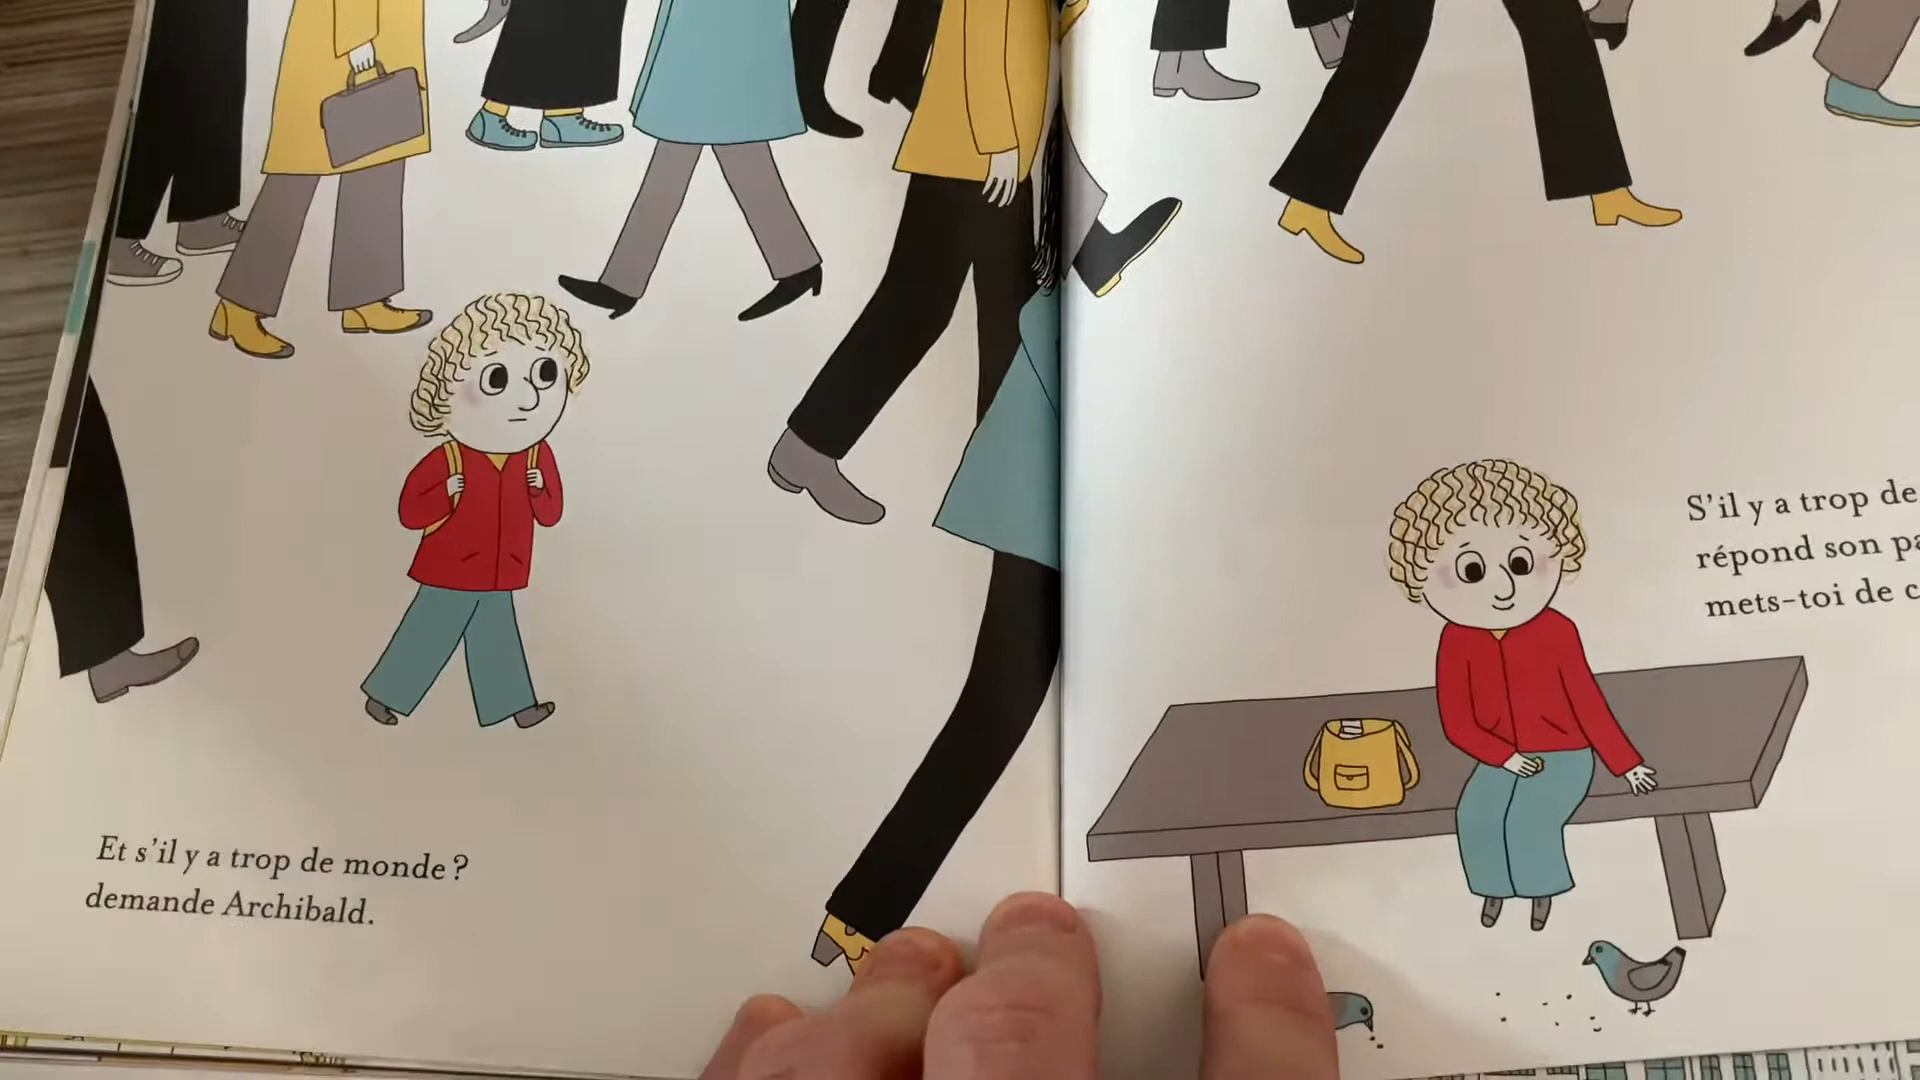 Et s'il y a trop de monde ?
demande Archibald.
S'il y a trop de
répond son
mets-toi de